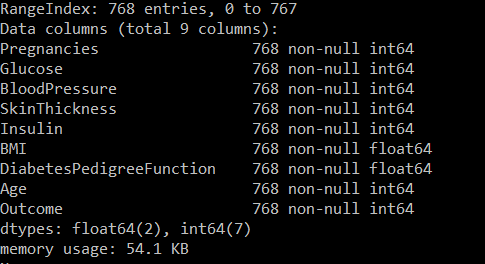 RangeIndex: 768 entries, 0 to 767
Data columns (total 9 columns):
Pregnancies                 768 non-null int64
Glucose                     768 non-null int64
BloodPressure               768 non-null int64
SkinThickness               768 non-null int64
Insulin                     768 non-null int64
BMI                         768 non-null float64
DiabetesPedigreeFunction    768 non-null float64
Age                         768 non-null int64
Outcome                     768 non-null int64
dtypes: float64(2), int64(7)
memory usage: 54.1 KB